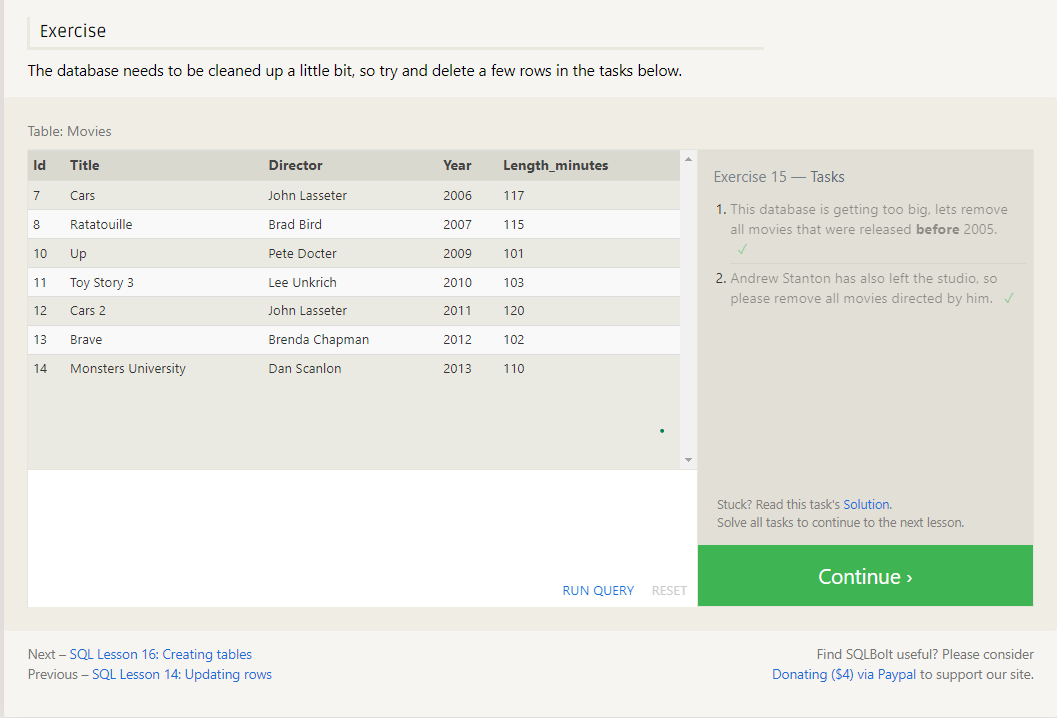 Exercise
The database needs to be cleaned up a little bit, so try and delete a few rows in the tasks below.
Table: Movies
Id Title Director Year Length_minutes
7 Cars John Lasseter 2006 117
8 Ratatouille Brad Bird 2007 115
10 Up Pete Docter 2009 101
11 Toy Story 3 Lee Unkrich 2010 103
12 Cars 2 John Lasseter 2011 120
13 Brave Brenda Chapman 2012 102
14 Monsters University Dan Scanlon 2013 110
RUN QUERY RESET
Exercise 15 — Tasks
1. This database is getting too big, lets remove
all movies that were released before 2005.
✓
2. Andrew Stanton has also left the studio, so
please remove all movies directed by him. ✓
Stuck? Read this task's Solution.
Solve all tasks to continue to the next lesson.
Continue ›
Next – SQL Lesson 16: Creating tables
Previous – SQL Lesson 14: Updating rows
Find SQLBolt useful? Please consider
Donating ($4) via Paypal to support our site.